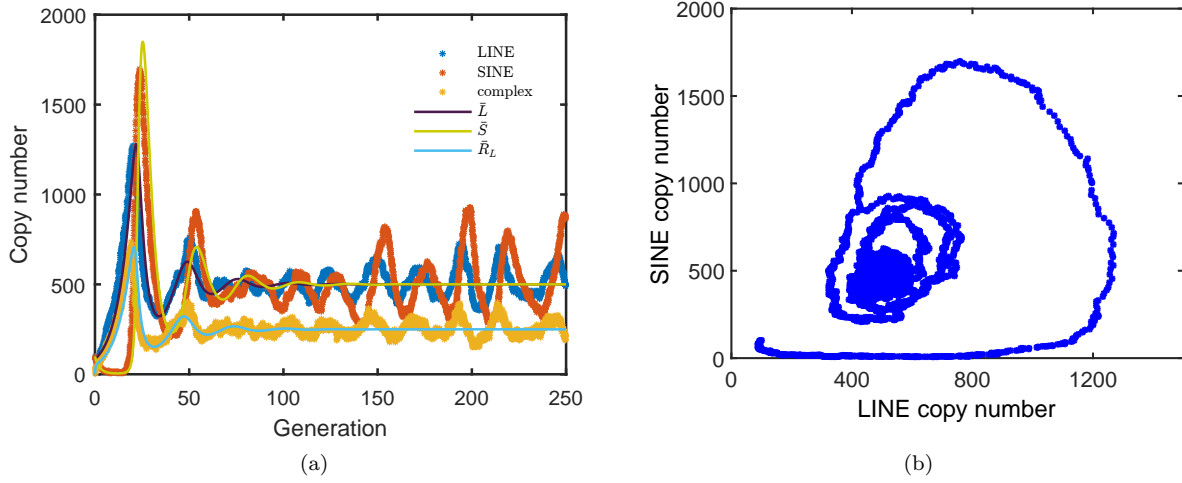 2000
1500
1000
500
0
0 50 100 150 200 250
Copy number
Generation
LINE
SINE
complex
L̄
S̄
R̄_L
(a)
2000
1500
1000
500
0
0 400 800 1200
SINE copy number
LINE copy number
(b)